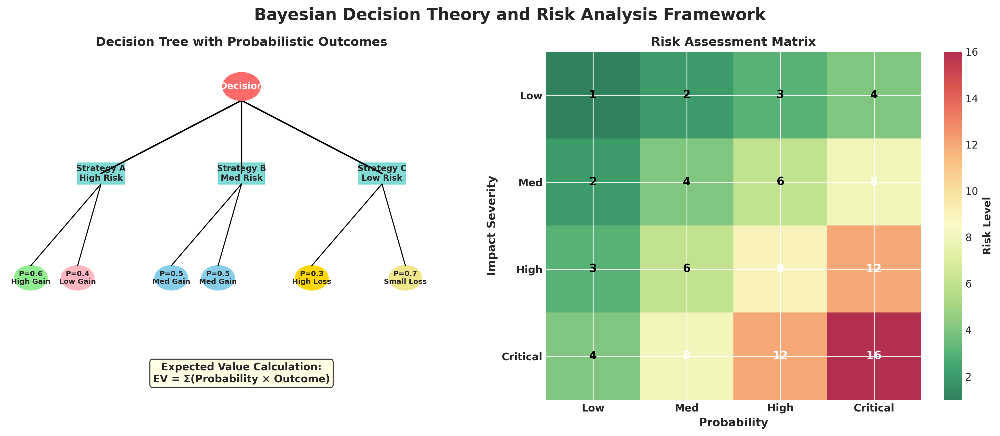 Bayesian Decision Theory and Risk Analysis Framework
Decision Tree with Probabilistic Outcomes
Decision
Strategy A
High Risk
Strategy B
Med Risk
Strategy C
Low Risk
P=0.6
High Gain
P=0.4
Low Gain
P=0.5
Med Gain
P=0.5
Med Gain
P=0.3
High Loss
P=0.7
Small Loss
Expected Value Calculation:
EV = Σ(Probability × Outcome)
Risk Assessment Matrix
Impact Severity
Low 1 2 3 4
Med 2 4 6 8
High 3 6 9 12
Critical 4 8 12 16
Low Med High Critical
Probability
16
14
12
10
8
6
4
2
Risk Level